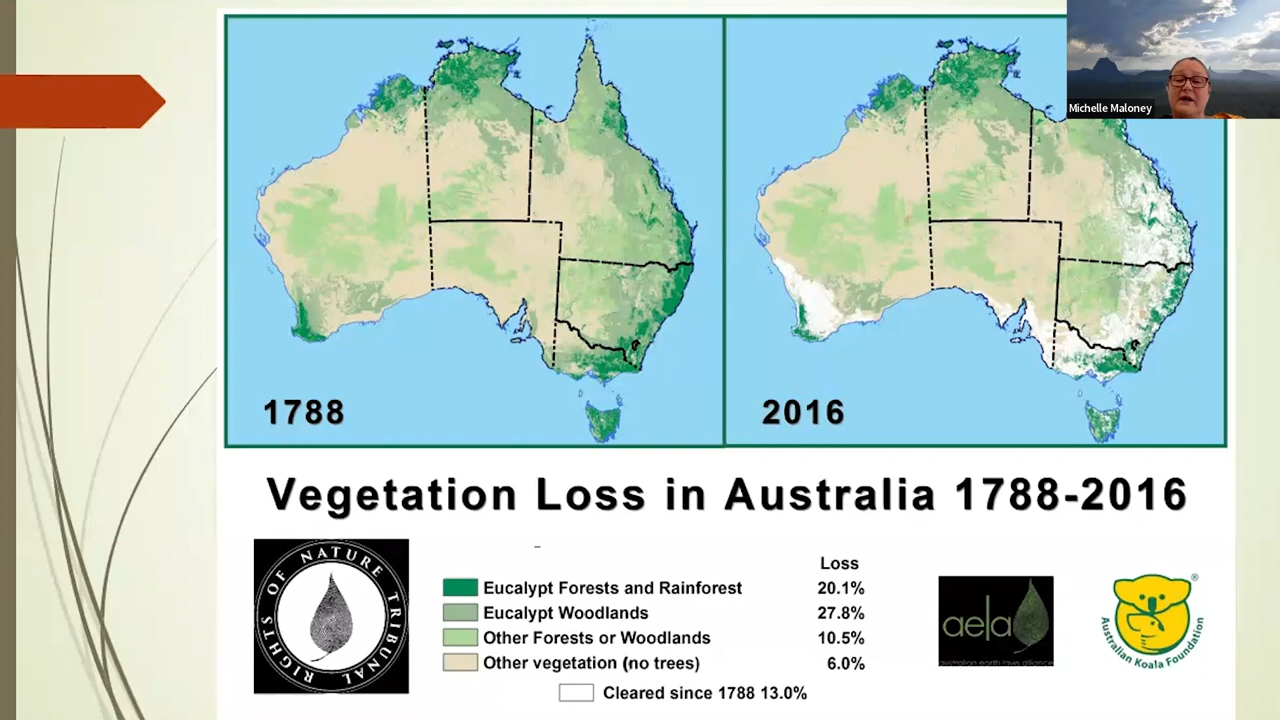 Michelle Maloney
1788
2016
Vegetation Loss in Australia 1788-2016
RIGHTS OF NATURE TRIBUNAL
Loss
Eucalypt Forests and Rainforest 20.1%
Eucalypt Woodlands 27.8%
Other Forests or Woodlands 10.5%
Other vegetation (no trees) 6.0%
Cleared since 1788 13.0%
aela
australian earth laws alliance
Australian Koala Foundation
®